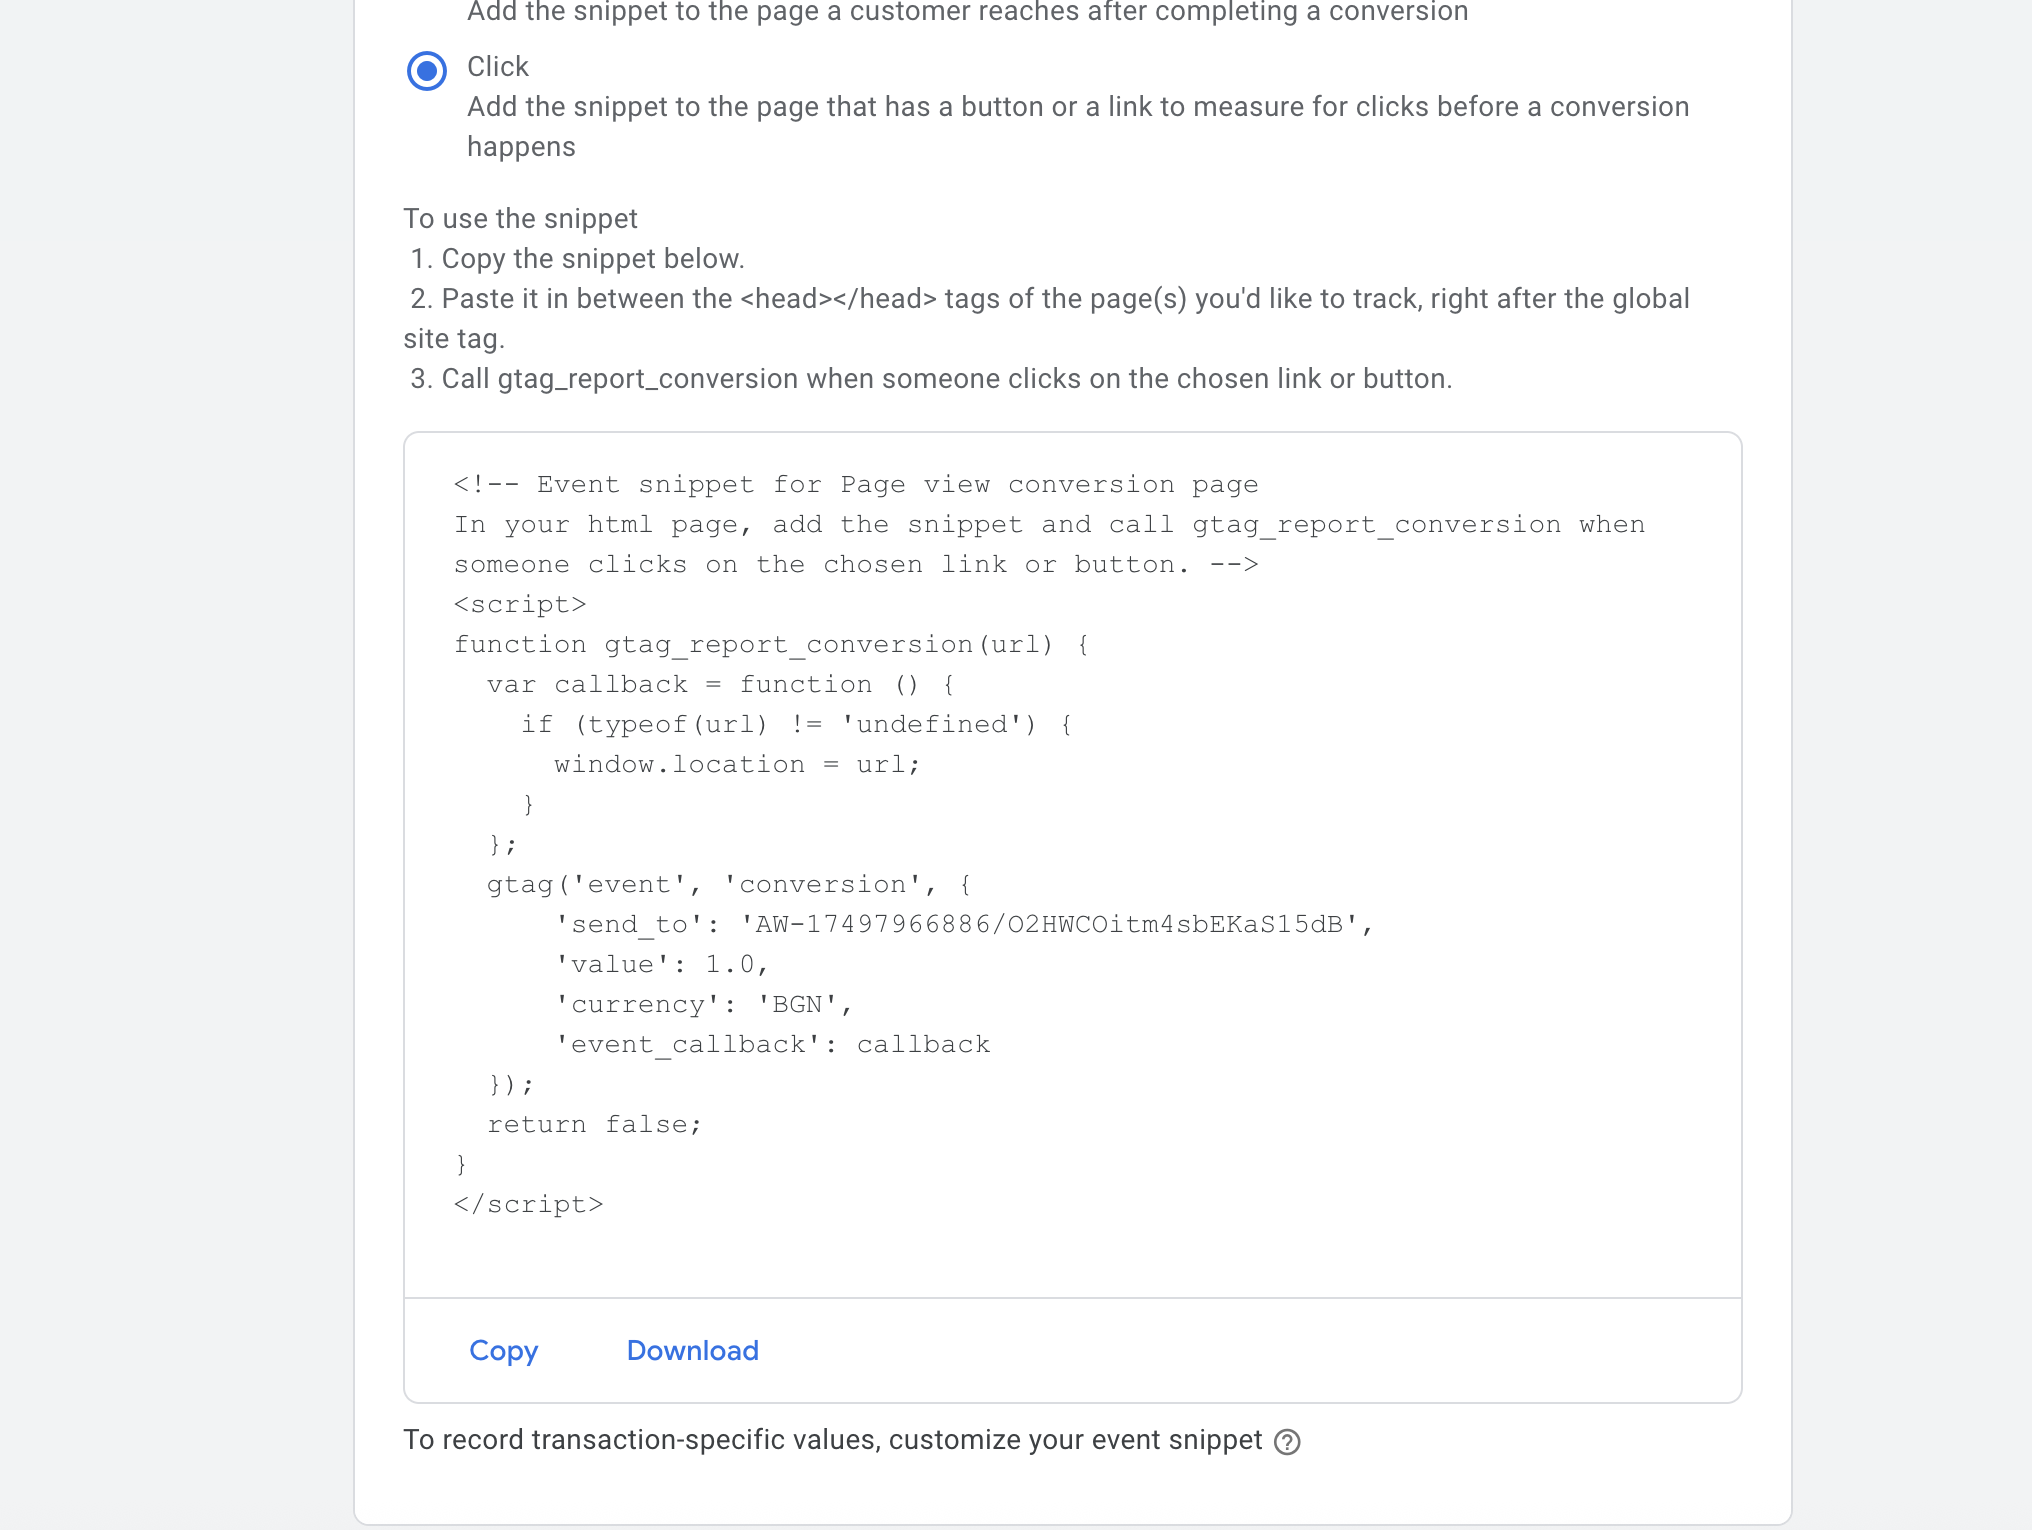 Add the snippet to the page a customer reaches after completing a conversion
Click
Add the snippet to the page that has a button or a link to measure for clicks before a conversion
happens
To use the snippet
1. Copy the snippet below.
2. Paste it in between the <head></head> tags of the page(s) you'd like to track, right after the global
site tag.
3. Call gtag_report_conversion when someone clicks on the chosen link or button.
<!-- Event snippet for Page view conversion page
In your html page, add the snippet and call gtag_report_conversion when
someone clicks on the chosen link or button. -->
<script>
function gtag_report_conversion(url) {
  var callback = function () {
    if (typeof(url) != 'undefined') {
      window.location = url;
    }
  };
  gtag('event', 'conversion', {
      'send_to': 'AW-17497966886/O2HWCOitm4sbEKaS15dB',
      'value': 1.0,
      'currency': 'BGN',
      'event_callback': callback
  });
  return false;
}
</script>
Copy Download
To record transaction-specific values, customize your event snippet ?